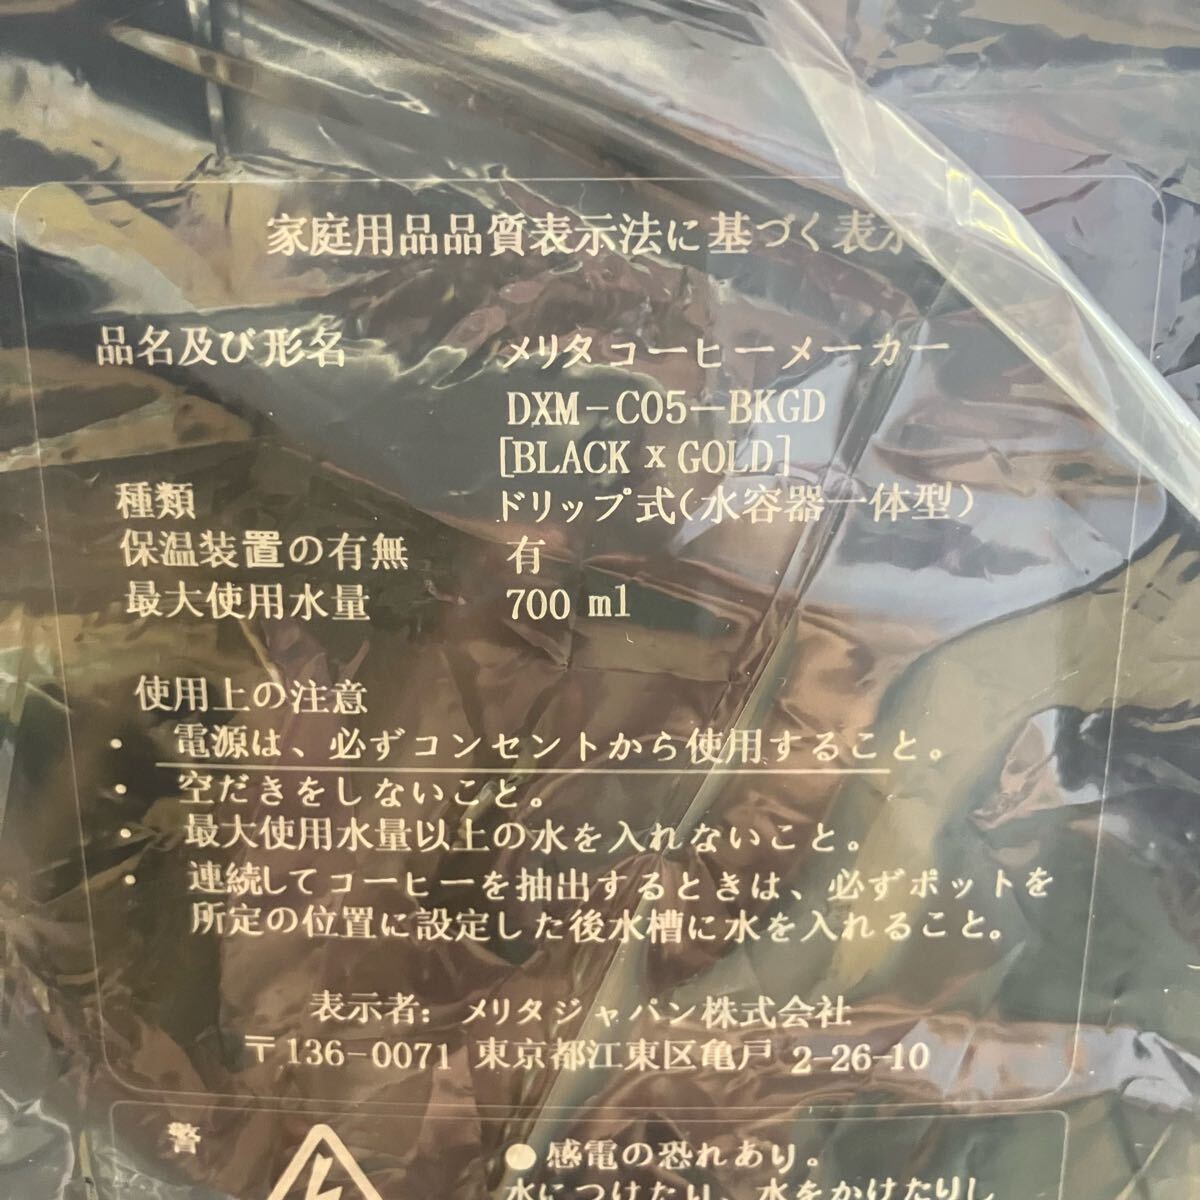 家庭用品品質表示法に基づく表示
品名及び形名 メリタコーヒーメーカー
DXM-C05-BKGD
[BLACK x GOLD]
種類 ドリップ式(水容器一体型)
保温装置の有無 有
最大使用水量 700 ml
使用上の注意
・ 電源は、必ずコンセントから使用すること。
・ 空だきをしないこと。
・ 最大使用水量以上の水を入れないこと。
・ 連続してコーヒーを抽出するときは、必ずポットを
所定の位置に設定した後水槽に水を入れること。
表示者: メリタジャパン株式会社
〒136-0071 東京都江東区亀戸 2-26-10
警
●感電の恐れあり。
水につけたり、水をかけたりし